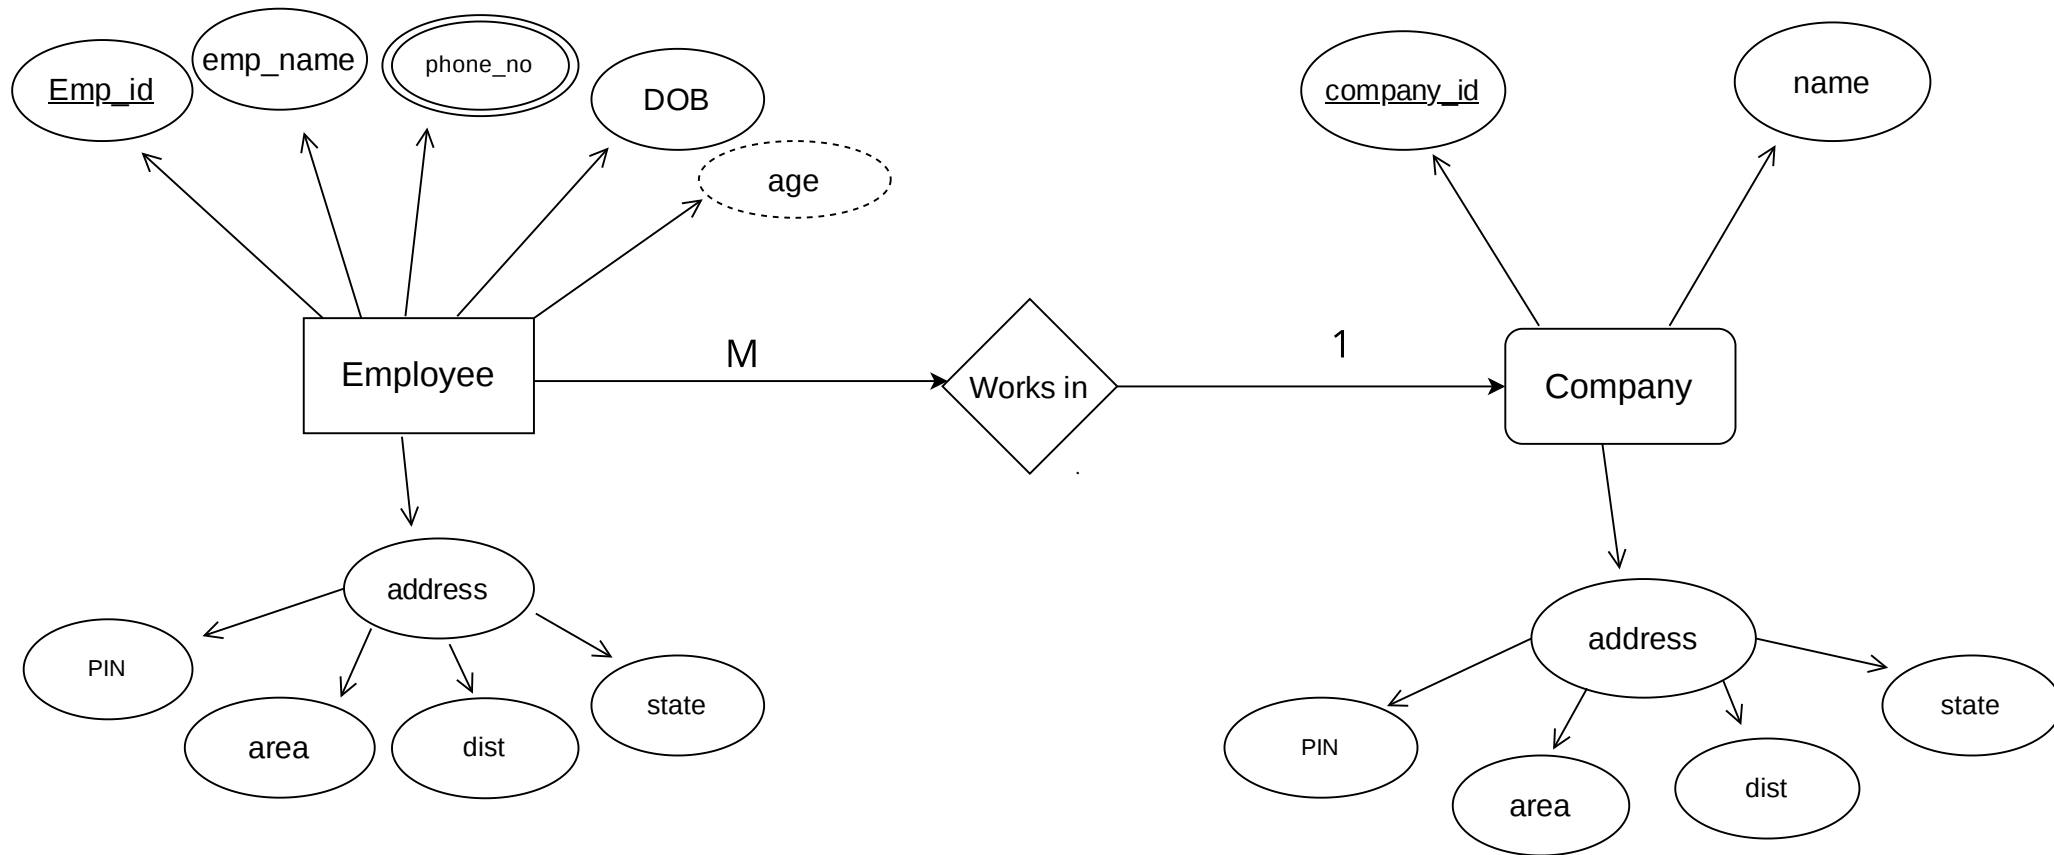 Emp_id
emp_name
phone_no
DOB
age
company_id
name
Employee
M
Works in
1
Company
address
PIN
area
dist
state
address
PIN
area
dist
state
.